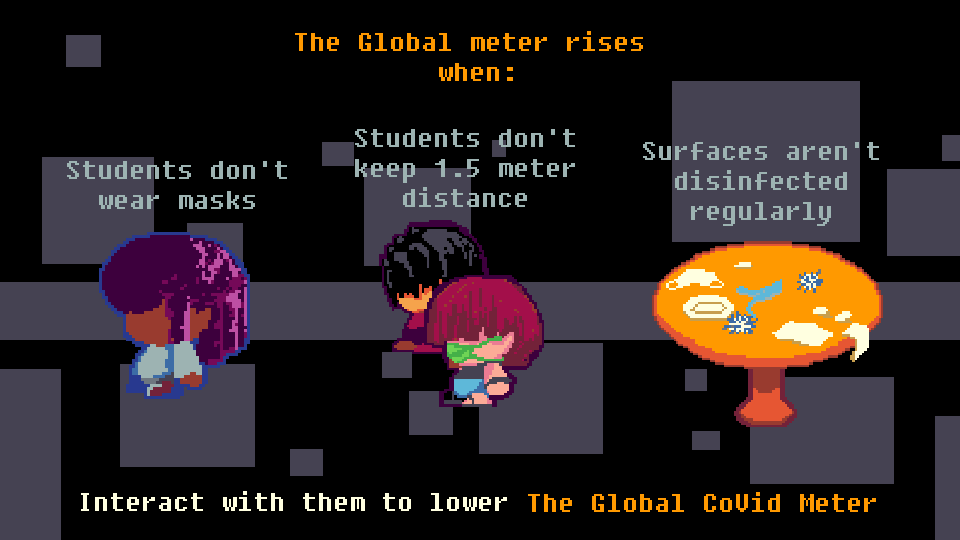 The Global meter rises
when:
Students don't
wear masks
Students don't
keep 1.5 meter
distance
Surfaces aren't
disinfected
regularly
Interact with them to lower The Global CoVid Meter